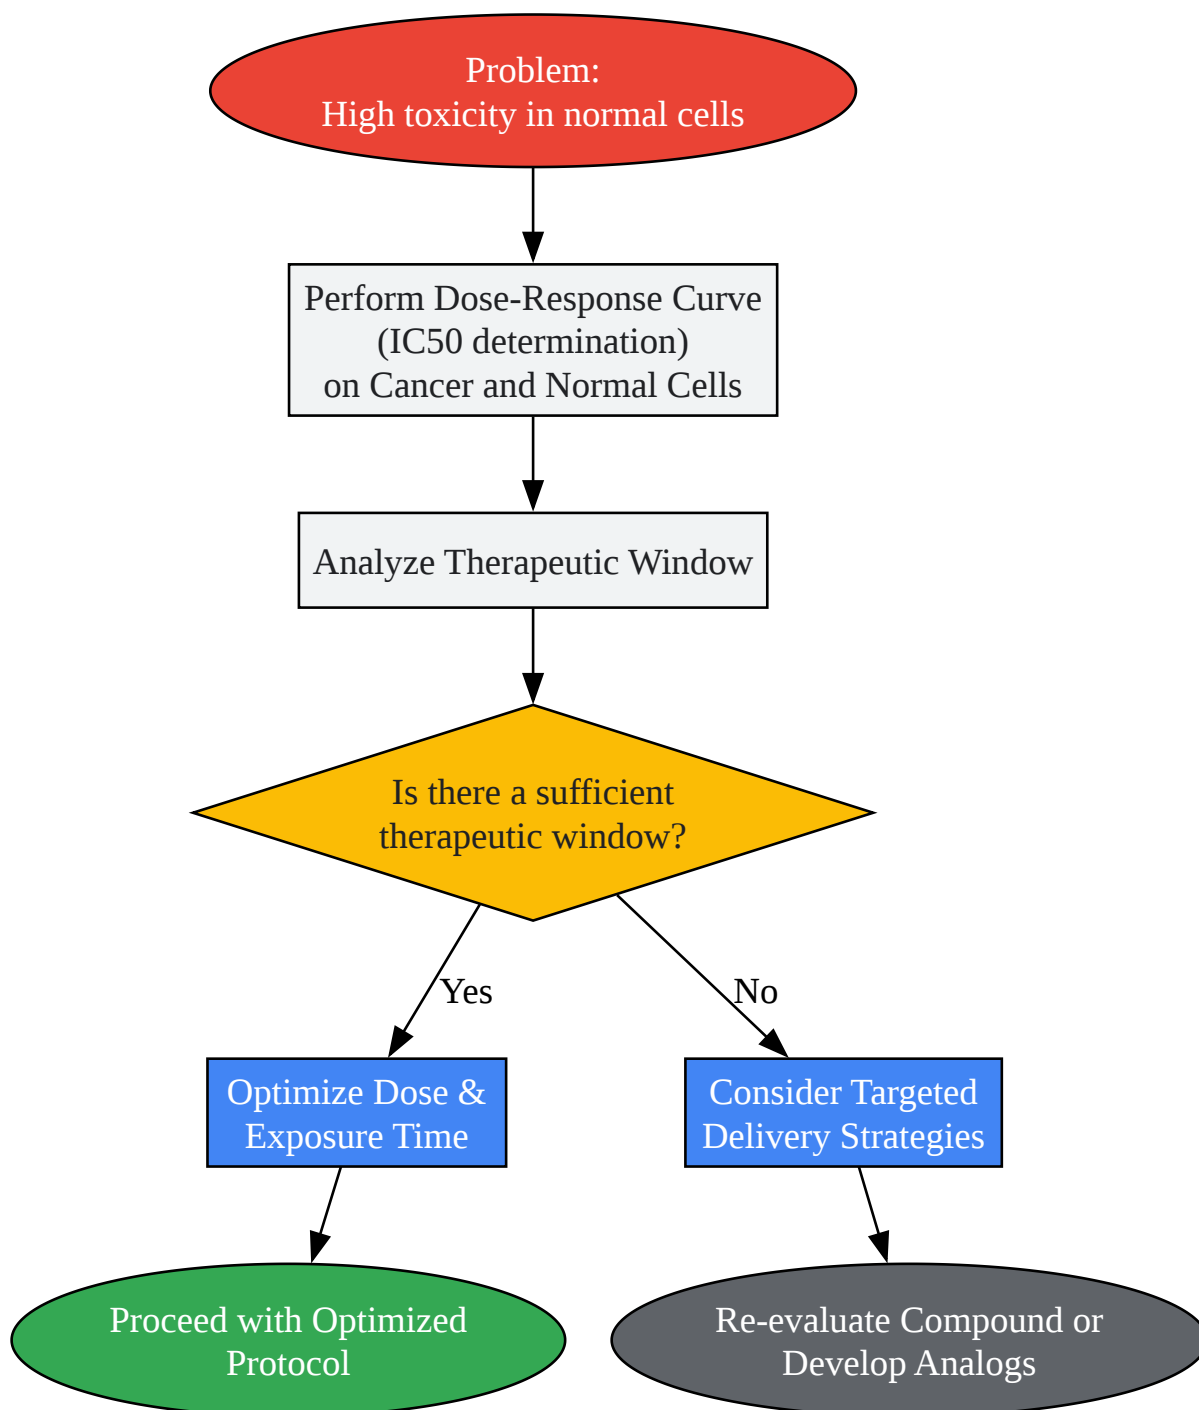 Problem:
High toxicity in normal cells
Perform Dose-Response Curve
(IC50 determination)
on Cancer and Normal Cells
Analyze Therapeutic Window
Is there a sufficient
therapeutic window?
Yes
No
Optimize Dose &
Exposure Time
Consider Targeted
Delivery Strategies
Proceed with Optimized
Protocol
Re-evaluate Compound or
Develop Analogs